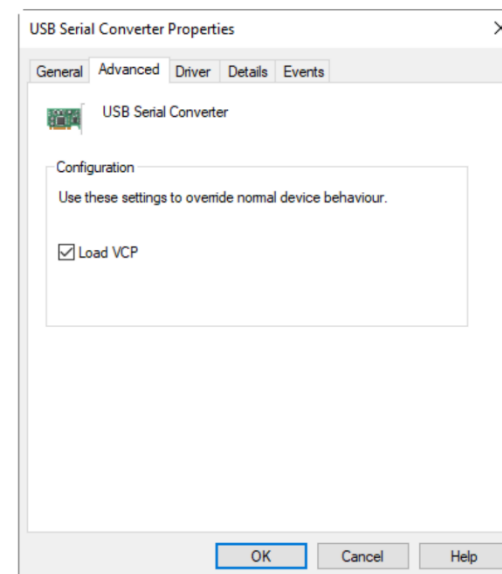 USB Serial Converter Properties
General Advanced Driver Details Events
USB Serial Converter
Configuration
Use these settings to override normal device behaviour.
Load VCP
OK Cancel Help